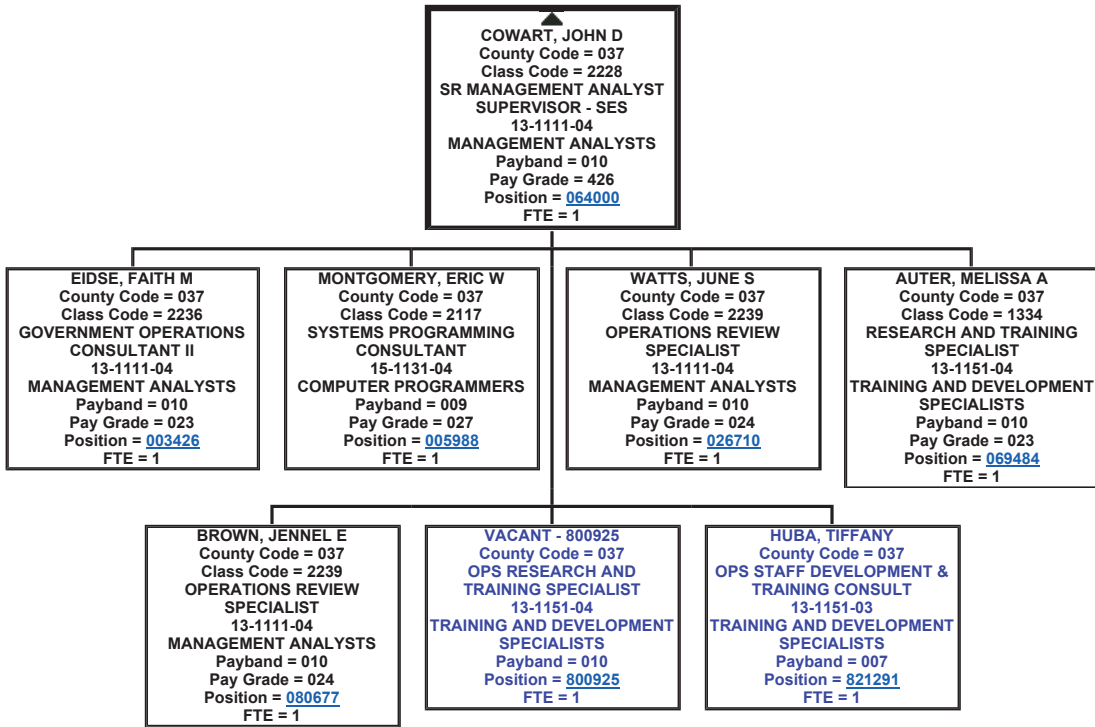 COWART, JOHN D
County Code = 037
Class Code = 2228
SR MANAGEMENT ANALYST
SUPERVISOR - SES
13-1111-04
MANAGEMENT ANALYSTS
Payband = 010
Pay Grade = 426
Position = 064000
FTE = 1
EIDSE, FAITH M
County Code = 037
Class Code = 2236
GOVERNMENT OPERATIONS
CONSULTANT II
13-1111-04
MANAGEMENT ANALYSTS
Payband = 010
Pay Grade = 023
Position = 003426
FTE = 1
MONTGOMERY, ERIC W
County Code = 037
Class Code = 2117
SYSTEMS PROGRAMMING
CONSULTANT
15-1131-04
COMPUTER PROGRAMMERS
Payband = 009
Pay Grade = 027
Position = 005988
FTE = 1
WATTS, JUNE S
County Code = 037
Class Code = 2239
OPERATIONS REVIEW
SPECIALIST
13-1111-04
MANAGEMENT ANALYSTS
Payband = 010
Pay Grade = 024
Position = 026710
FTE = 1
AUTER, MELISSA A
County Code = 037
Class Code = 1334
RESEARCH AND TRAINING
SPECIALIST
13-1151-04
TRAINING AND DEVELOPMENT
SPECIALISTS
Payband = 010
Pay Grade = 023
Position = 069484
FTE = 1
BROWN, JENNEL E
County Code = 037
Class Code = 2239
OPERATIONS REVIEW
SPECIALIST
13-1111-04
MANAGEMENT ANALYSTS
Payband = 010
Pay Grade = 024
Position = 080677
FTE = 1
VACANT - 800925
County Code = 037
OPS RESEARCH AND
TRAINING SPECIALIST
13-1151-04
TRAINING AND DEVELOPMENT
SPECIALISTS
Payband = 010
Position = 800925
FTE = 1
HUBA, TIFFANY
County Code = 037
OPS STAFF DEVELOPMENT &
TRAINING CONSULT
13-1151-03
TRAINING AND DEVELOPMENT
SPECIALISTS
Payband = 007
Position = 821291
FTE = 1